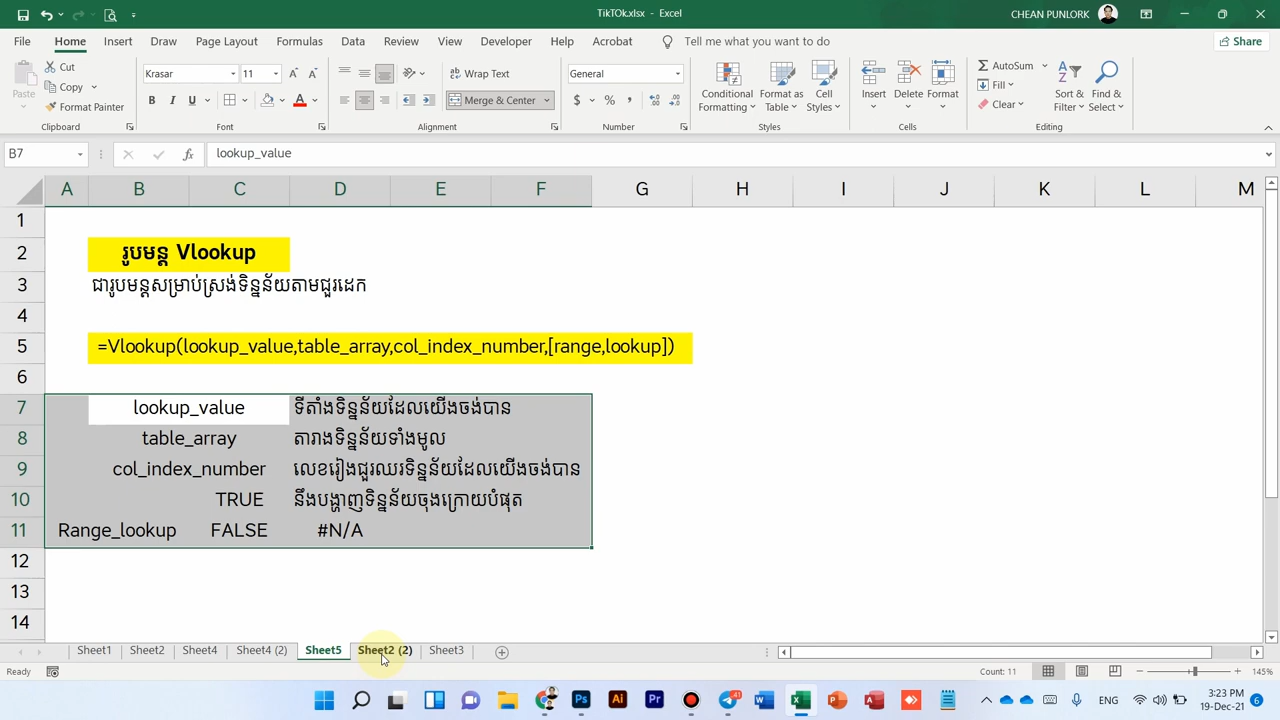 TikTOk.xlsx - Excel
CHEAN PUNLORK
File Home Insert Draw Page Layout Formulas Data Review View Developer Help Acrobat Tell me what you want to do
Share
Paste
Cut
Copy
Format Painter
Clipboard
Krasar 11
B I U
Font
Wrap Text
Merge & Center
Alignment
General
$ % ,
Number
Conditional Formatting
Format as Table
Cell Styles
Styles
Insert Delete Format
Cells
AutoSum
Fill
Clear
Sort & Filter
Find & Select
Editing
B7 fx lookup_value
A B C D E F G H I J K L M
1
2 រូបមន្ត Vlookup
3 ជារូបមន្តសម្រាប់ស្រង់ទិន្នន័យតាមជួរដេក
4
5 =Vlookup(lookup_value,table_array,col_index_number,[range,lookup])
6
7 lookup_value ទីតាំងទិន្នន័យដែលយើងចង់បាន
8 table_array តារាងទិន្នន័យទាំងមូល
9 col_index_number លេខរៀងជួរឈរទិន្នន័យដែលយើងចង់បាន
10 TRUE នឹងបង្ហាញទិន្នន័យចុងក្រោយបំផុត
11 Range_lookup FALSE #N/A
12
13
14
Sheet1 Sheet2 Sheet4 Sheet4 (2) Sheet5 Sheet2 (2) Sheet3
Ready Count: 11 145%
41 ENG 3:23 PM
19-Dec-21 6